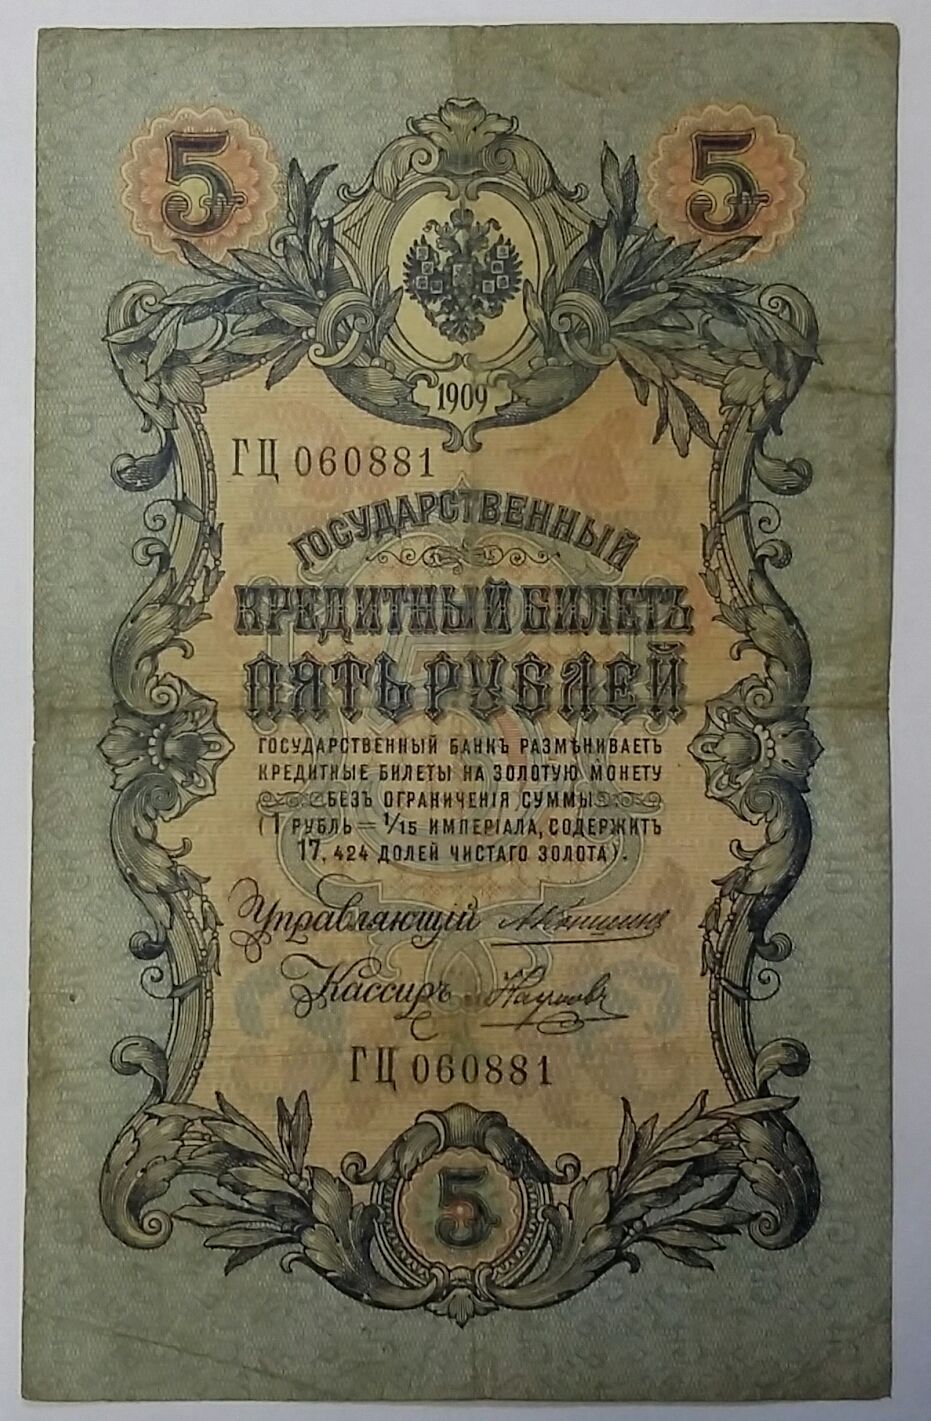 5 5
1909
ГЦ 060881
ГОСУДАРСТВЕННЫЙ
КРЕДИТНЫЙ БИЛЕТЪ
ПЯТЬ РУБЛЕЙ
ГОСУДАРСТВЕННЫЙ БАНКЪ РАЗМѢНИВАЕТЪ
КРЕДИТНЫЕ БИЛЕТЫ НА ЗОЛОТУЮ МОНЕТУ
БЕЗЪ ОГРАНИЧЕНІЯ СУММЫ
(1 РУБЛЬ = 1/15 ИМПЕРІАЛА, СОДЕРЖИТЪ
17,424 ДОЛЕЙ ЧИСТАГО ЗОЛОТА).
Управляющій
Кассиръ Наумовъ
ГЦ 060881
5